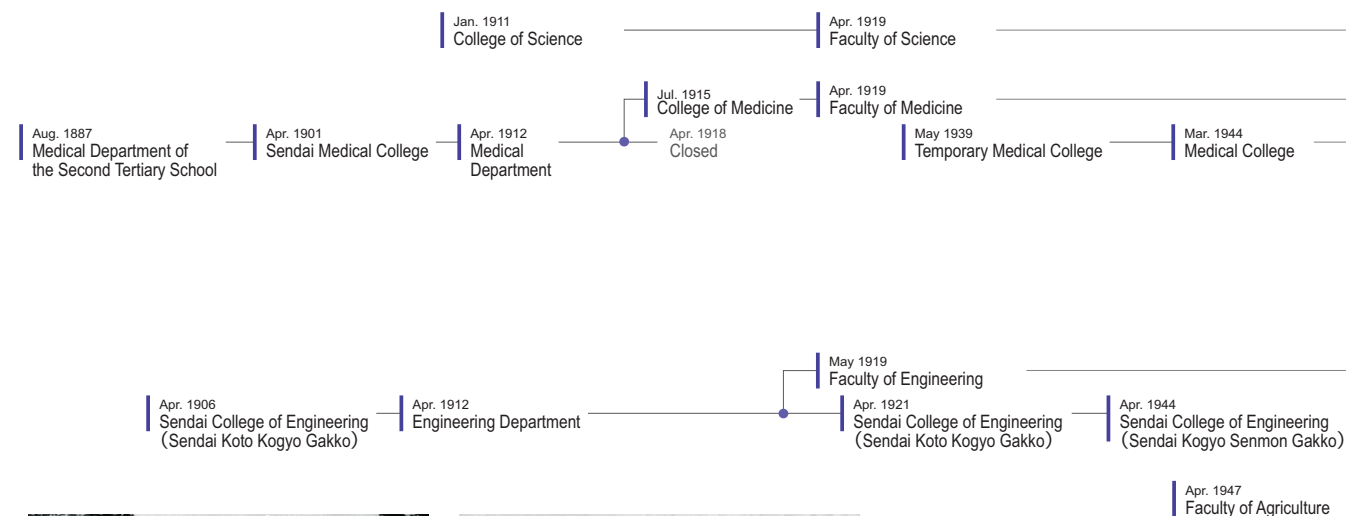 Jan. 1911
College of Science
Apr. 1919
Faculty of Science
Jul. 1915
College of Medicine
Apr. 1919
Faculty of Medicine
Aug. 1887
Medical Department of
the Second Tertiary School
Apr. 1901
Sendai Medical College
Apr. 1912
Medical
Department
Apr. 1918
Closed
May 1939
Temporary Medical College
Mar. 1944
Medical College
May 1919
Faculty of Engineering
Apr. 1906
Sendai College of Engineering
(Sendai Koto Kogyo Gakko)
Apr. 1912
Engineering Department
Apr. 1921
Sendai College of Engineering
(Sendai Koto Kogyo Gakko)
Apr. 1944
Sendai College of Engineering
(Sendai Kogyo Senmon Gakko)
Apr. 1947
Faculty of Agriculture